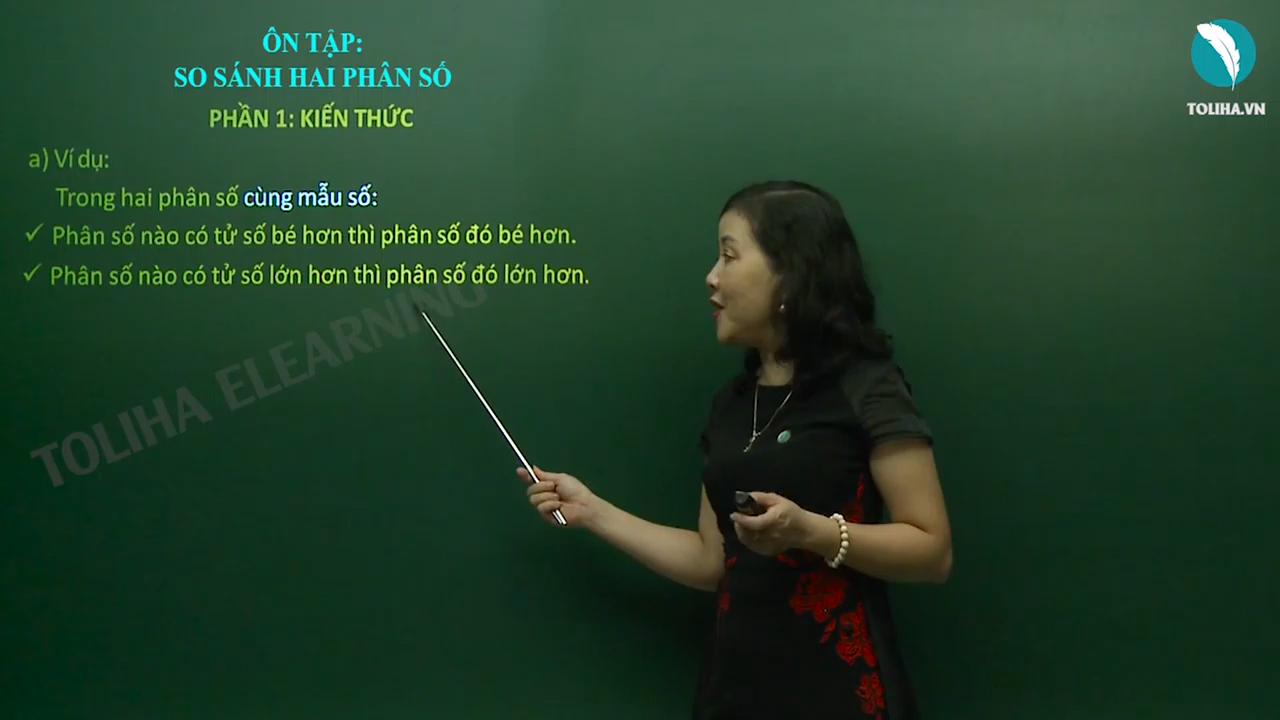 ÔN TẬP:
SO SÁNH HAI PHÂN SỐ
PHẦN 1: KIẾN THỨC
a) Ví dụ:
Trong hai phân số cùng mẫu số:
✓ Phân số nào có tử số bé hơn thì phân số đó bé hơn.
✓ Phân số nào có tử số lớn hơn thì phân số đó lớn hơn.
TOLIHA ELEARNING
TOLIHA.VN